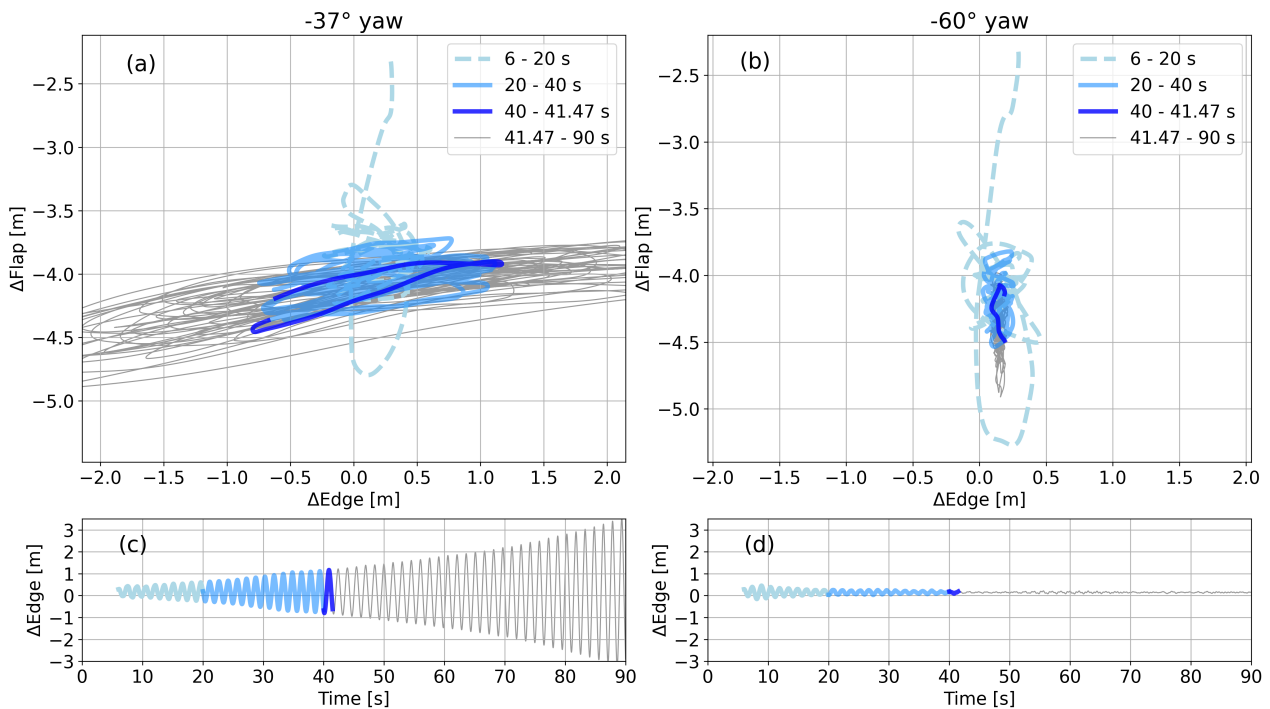 -37° yaw
(a)
6 - 20 s
20 - 40 s
40 - 41.47 s
41.47 - 90 s
ΔFlap [m]
−2.5
−3.0
−3.5
−4.0
−4.5
−5.0
−2.0 −1.5 −1.0 −0.5 0.0 0.5 1.0 1.5 2.0
ΔEdge [m]
-60° yaw
(b)
6 - 20 s
20 - 40 s
40 - 41.47 s
41.47 - 90 s
ΔFlap [m]
−2.5
−3.0
−3.5
−4.0
−4.5
−5.0
−2.0 −1.5 −1.0 −0.5 0.0 0.5 1.0 1.5 2.0
ΔEdge [m]
(c)
ΔEdge [m]
3
2
1
0
−1
−2
−3
0 10 20 30 40 50 60 70 80 90
Time [s]
(d)
ΔEdge [m]
3
2
1
0
−1
−2
−3
0 10 20 30 40 50 60 70 80 90
Time [s]